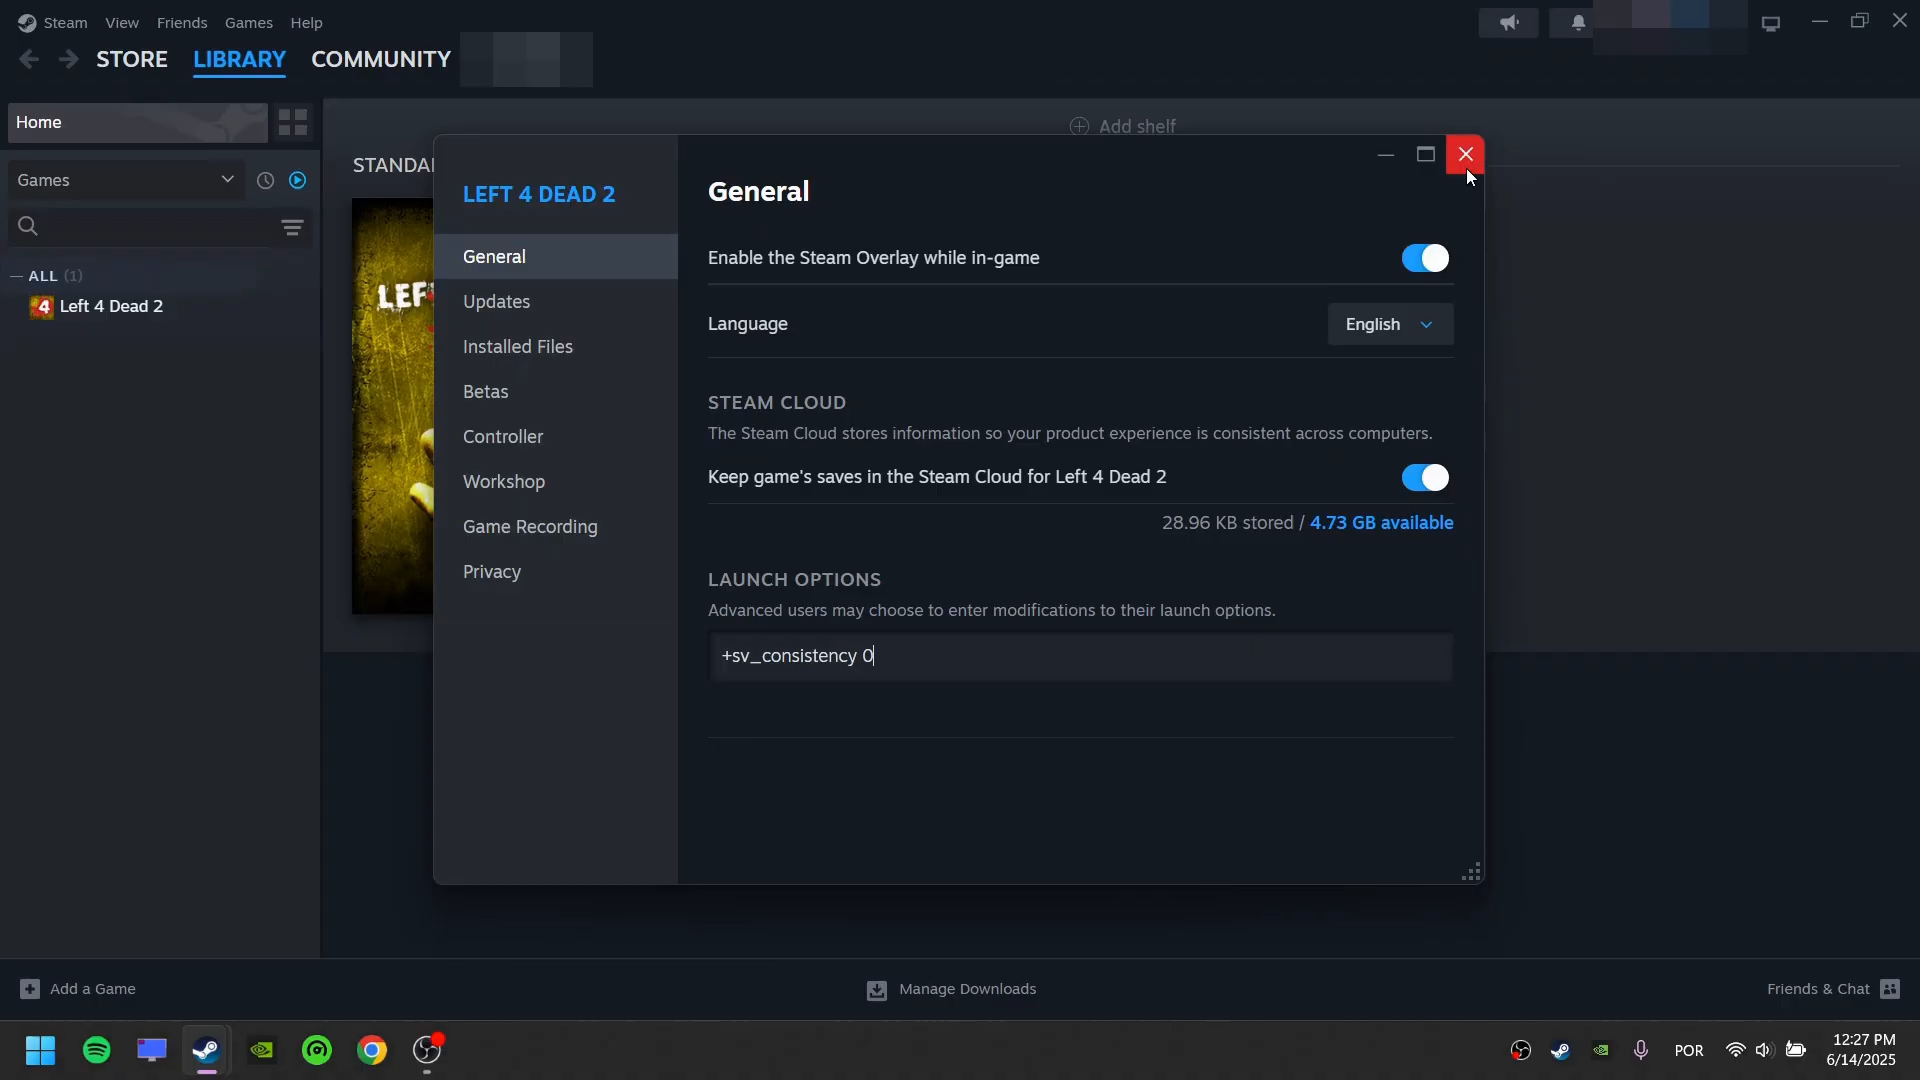 Steam View Friends Games Help
STORE LIBRARY COMMUNITY
Home
Add shelf
STANDA
Games
LEFT 4 DEAD 2
General
ALL (1)
Left 4 Dead 2
LEF
General
Updates
Installed Files
Betas
Controller
Workshop
Game Recording
Privacy
Enable the Steam Overlay while in-game
Language English
STEAM CLOUD
The Steam Cloud stores information so your product experience is consistent across computers.
Keep game's saves in the Steam Cloud for Left 4 Dead 2
28.96 KB stored / 4.73 GB available
LAUNCH OPTIONS
Advanced users may choose to enter modifications to their launch options.
+sv_consistency 0
Add a Game
Manage Downloads
Friends & Chat
POR
12:27 PM
6/14/2025